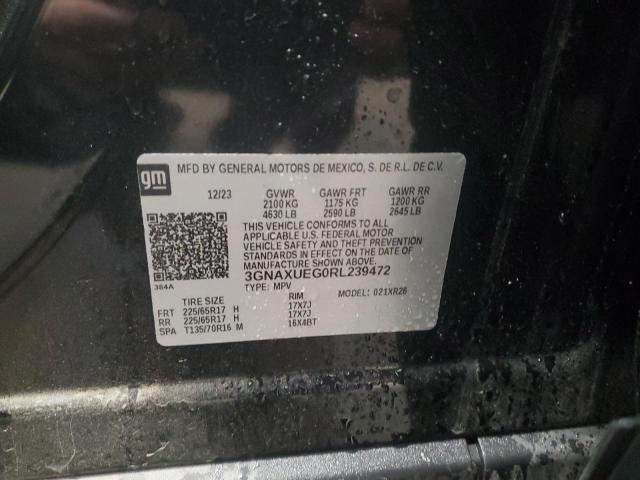 gm
MFD BY GENERAL MOTORS DE MEXICO, S. DE R.L. DE C.V.
12/23 GVWR GAWR FRT GAWR RR
2100 KG 1175 KG 1200 KG
4630 LB 2590 LB 2645 LB
THIS VEHICLE CONFORMS TO ALL
APPLICABLE U.S. FEDERAL MOTOR
VEHICLE SAFETY AND THEFT PREVENTION
STANDARDS IN EFFECT ON THE DATE OF
MANUFACTURE SHOWN ABOVE.
3GNAXUEG0RL239472
384A
TYPE: MPV MODEL: 021XR26
TIRE SIZE RIM
FRT 225/65R17 H 17X7J
RR 225/65R17 H 17X7J
SPA T135/70R16 M 16X4BT